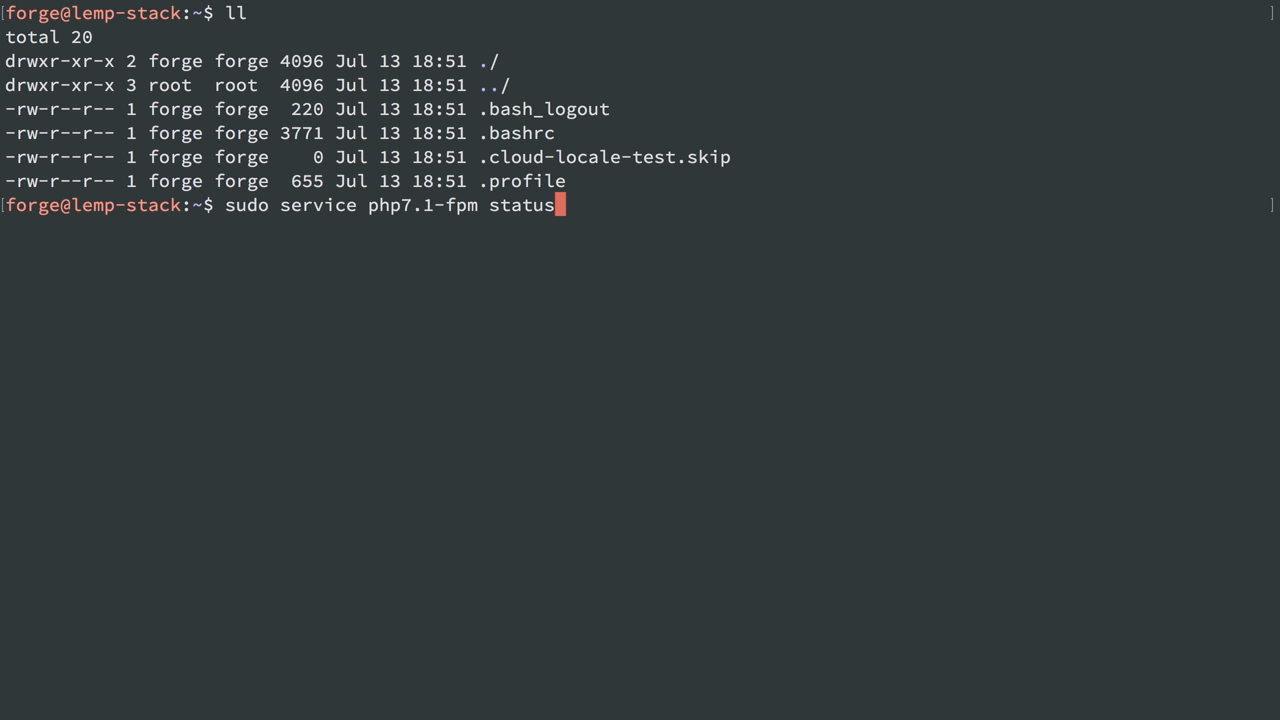 [forge@lemp-stack:~$ ll ]
total 20
drwxr-xr-x 2 forge forge 4096 Jul 13 18:51 ./
drwxr-xr-x 3 root  root  4096 Jul 13 18:51 ../
-rw-r--r-- 1 forge forge  220 Jul 13 18:51 .bash_logout
-rw-r--r-- 1 forge forge 3771 Jul 13 18:51 .bashrc
-rw-r--r-- 1 forge forge    0 Jul 13 18:51 .cloud-locale-test.skip
-rw-r--r-- 1 forge forge  655 Jul 13 18:51 .profile
[forge@lemp-stack:~$ sudo service php7.1-fpm status ]